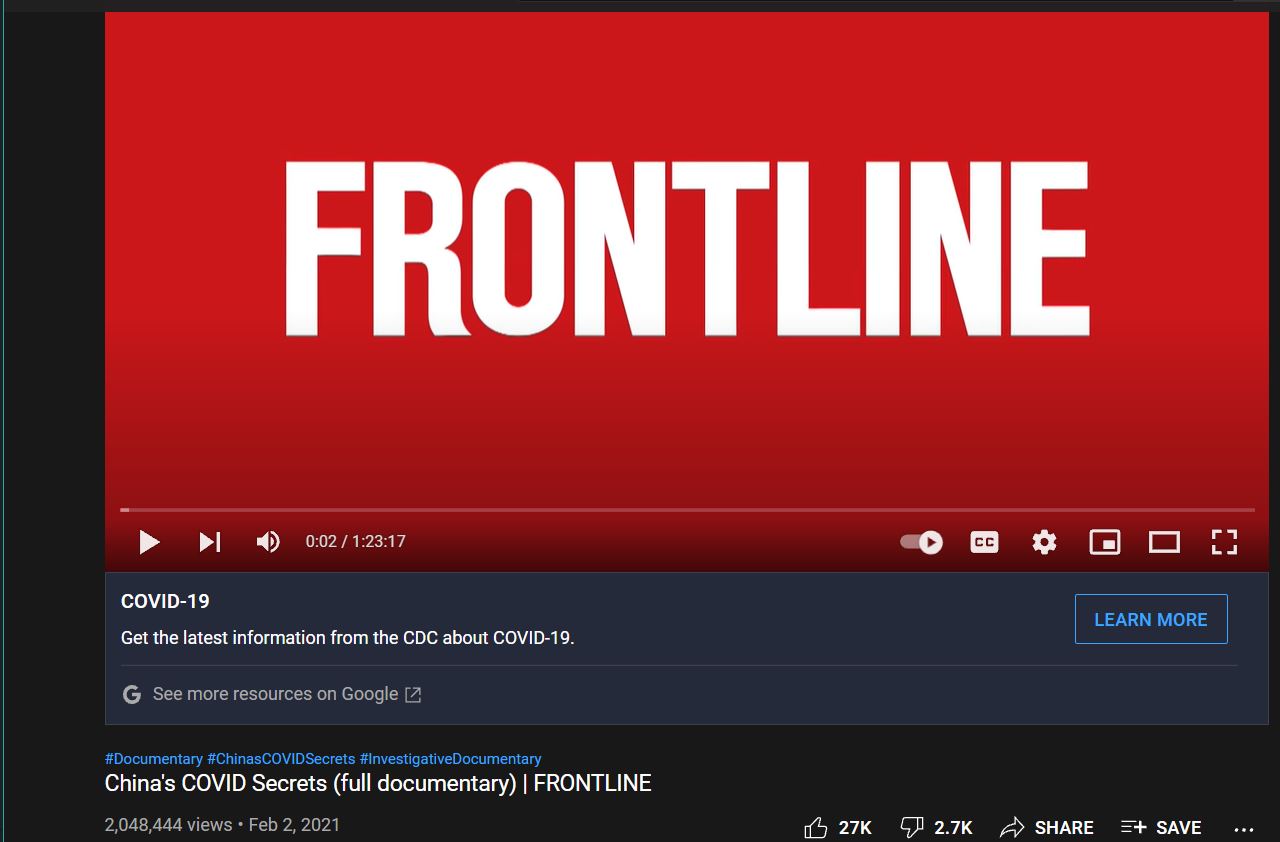 FRONTLINE
0:02 / 1:23:17
CC
COVID-19
Get the latest information from the CDC about COVID-19.
LEARN MORE
G See more resources on Google
#Documentary #ChinasCOVIDSecrets #InvestigativeDocumentary
China's COVID Secrets (full documentary) | FRONTLINE
2,048,444 views • Feb 2, 2021
27K 2.7K SHARE SAVE ...